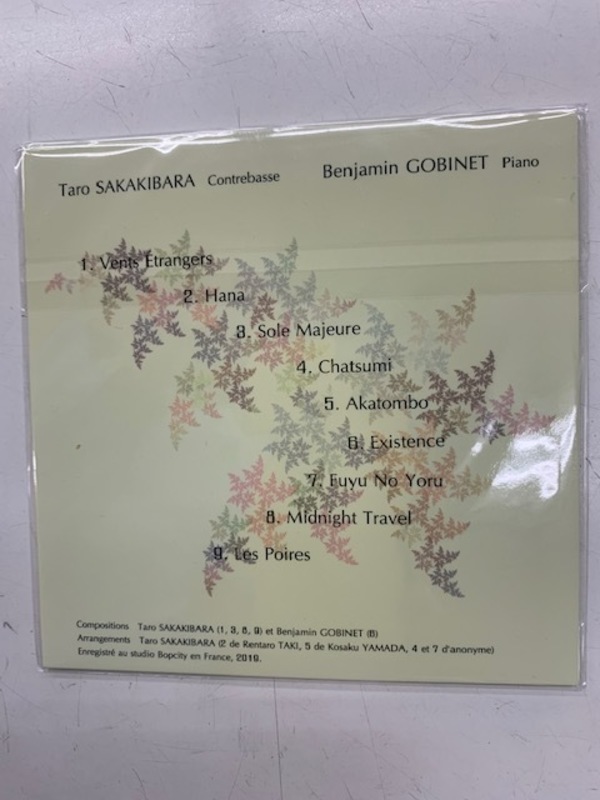 Taro SAKAKIBARA Contrebasse
Benjamin GOBINET Piano
1. Vents Etrangers
2. Hana
3. Sole Majeure
4. Chatsumi
5. Akatombo
6. Existence
7. Fuyu No Yoru
8. Midnight Travel
9. Les Poires
Compositions Taro SAKAKIBARA (1, 3, 8, 9) et Benjamin GOBINET (6)
Arrangements Taro SAKAKIBARA (2 de Rentaro TAKI, 5 de Kosaku YAMADA, 4 et 7 d'anonyme)
Enregistré au studio Bopcity en France, 2019.